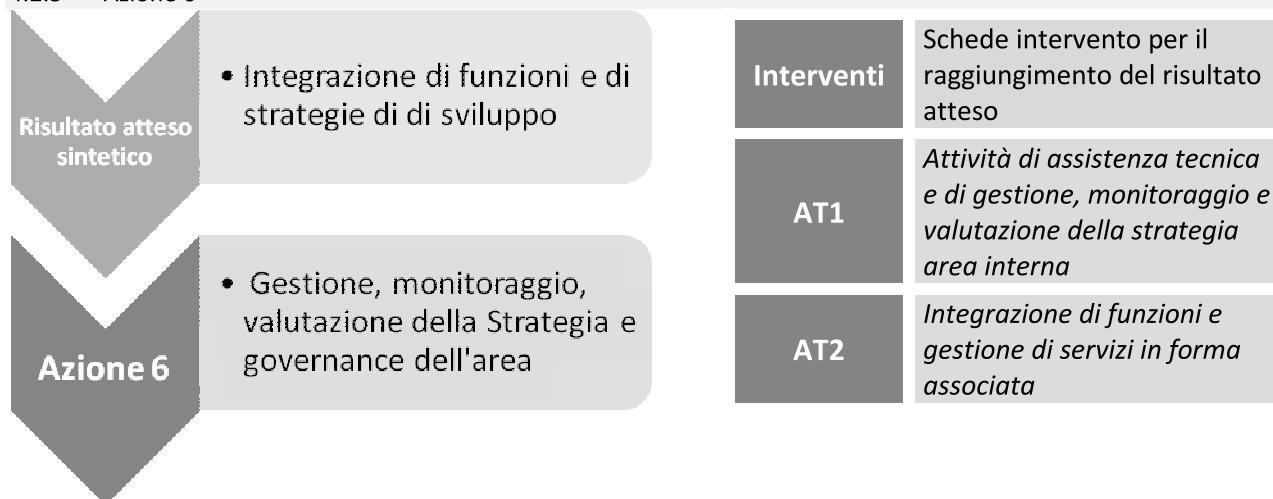 Risultato atteso
sintetico
• Integrazione di funzioni e di
strategie di di sviluppo
Azione 6
• Gestione, monitoraggio,
valutazione della Strategia e
governance dell'area
Interventi
Schede intervento per il
raggiungimento del risultato
atteso
AT1
Attività di assistenza tecnica
e di gestione, monitoraggio e
valutazione della strategia
area interna
AT2
Integrazione di funzioni e
gestione di servizi in forma
associata